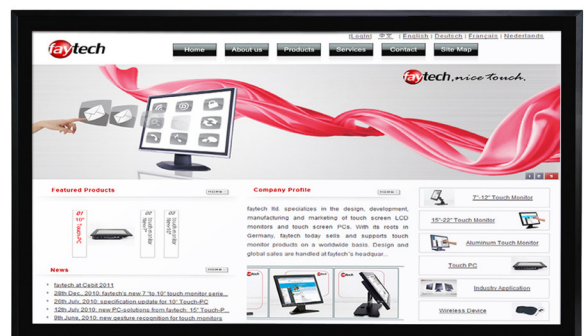 |Login| 中文 | English | Deutsch | Français | Nederlands
faytech
Home
About us
Products
Services
Contact
Site Map
faytech, nice touch.
Featured Products
more
01 10" Touch-PC
02
03
News
more
faytech at Cebit 2011
28th Dec, 2010: faytech's new 7" to 10" touch monitor serie...
20th July, 2010: specification update for 10" Touch-PC
12th July 2010: new PC-solutions from faytech: 15" Touch-P...
9th June, 2010: new gesture recognition for touch monitors
Company Profile
more
faytech ltd. specializes in the design, development,
manufacturing and marketing of touch screen LCD
monitors and touch screen PCs. With its roots in
Germany, faytech today sells and supports touch
monitor products on a worldwide basis. Design and
global sales are handled at faytech's headquar...
7"-12" Touch Monitor
15"-22" Touch Monitor
Aluminum Touch Monitor
Touch PC
Industry Application
Wireless Device